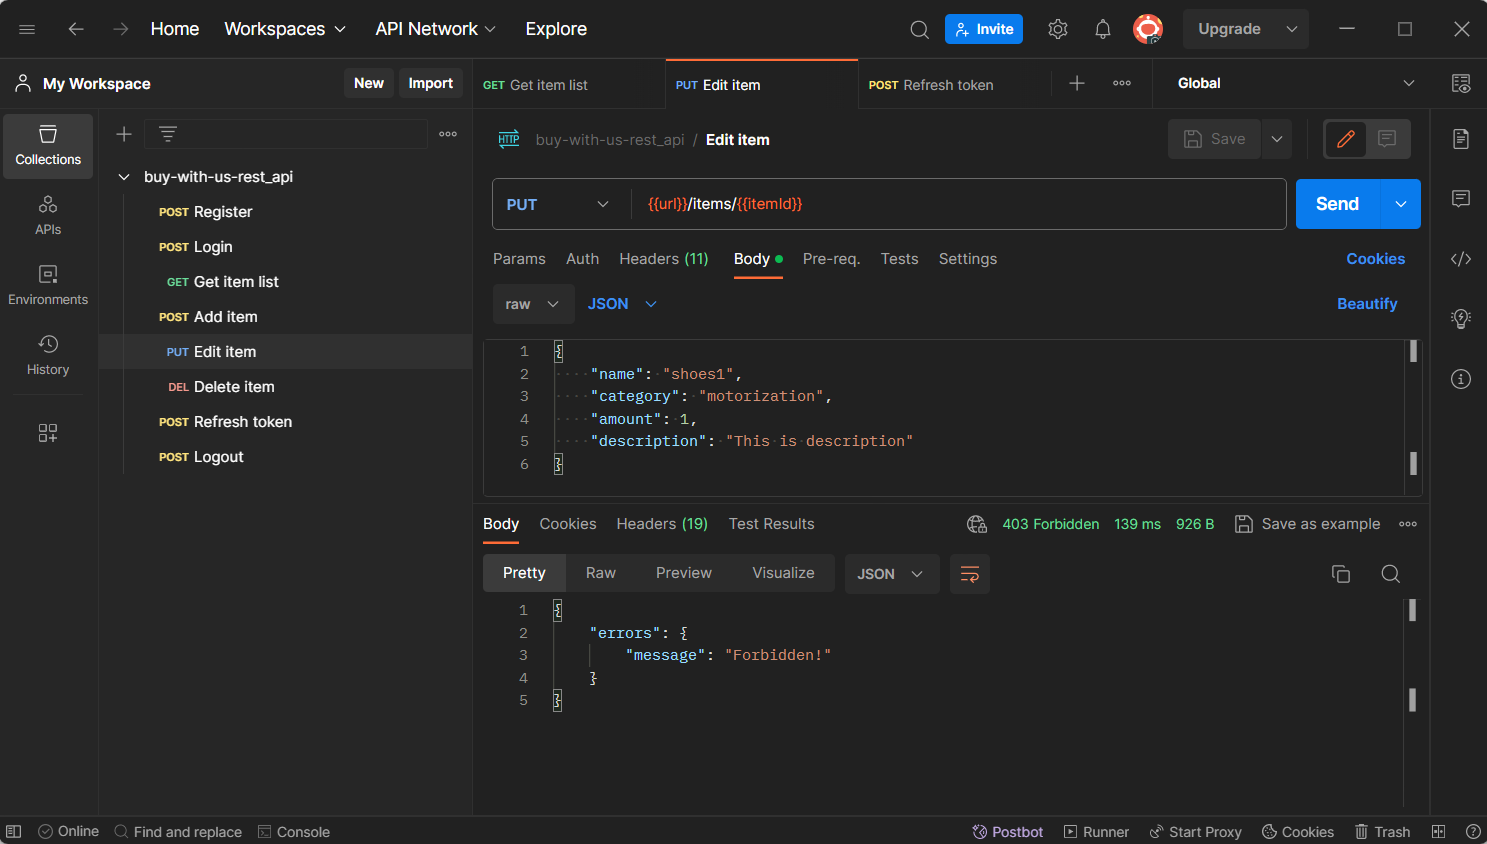 Home Workspaces API Network Explore Invite Upgrade
My Workspace New Import GET Get item list PUT Edit item POST Refresh token Global
Collections
APIs
Environments
History
buy-with-us-rest_api
POST Register
POST Login
GET Get item list
POST Add item
PUT Edit item
DEL Delete item
POST Refresh token
POST Logout
HTTP buy-with-us-rest_api / Edit item Save
PUT {{url}}/items/{{itemId}} Send
Params Auth Headers (11) Body Pre-req. Tests Settings Cookies
raw JSON Beautify
1 {
2 "name": "shoes1",
3 "category": "motorization",
4 "amount": 1,
5 "description": "This is description"
6 }
Body Cookies Headers (19) Test Results 403 Forbidden 139 ms 926 B Save as example
Pretty Raw Preview Visualize JSON
1 {
2 "errors": {
3 "message": "Forbidden!"
4 }
5 }
Online Find and replace Console Postbot Runner Start Proxy Cookies Trash